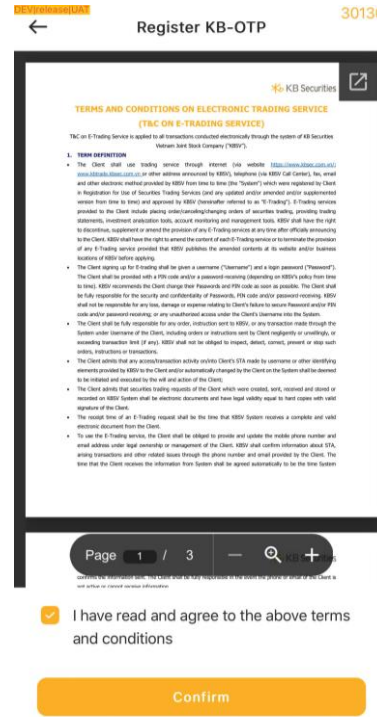 DEV|release|UAT
30130
Register KB-OTP
KB Securities
TERMS AND CONDITIONS ON ELECTRONIC TRADING SERVICE
(T&C ON E-TRADING SERVICE)
T&C on E-Trading Service is applied to all transactions conducted electronically through the system of KB Securities
Vietnam Joint Stock Company ("KBSV").
1. TERM DEFINITION
• The Client shall use trading service through internet (via website https://www.kbsec.com.vn/;
www.kbtrady.kbsec.com.vn or other address announced by KBSV), telephone (via KBSV Call Center), fax, email
and other electronic method provided by KBSV from time to time (the "System") which were registered by Client
in Registration for Use of Securities Trading Services (and any updated and/or amended and/or supplemented
version from time to time) and approved by KBSV (hereinafter referred to as "E-Trading"). E-Trading services
provided to the Client include placing order/canceling/changing orders of securities trading, providing trading
statements, investment analyzation tools, account monitoring and management tools. KBSV shall have the right
to discontinue, supplement or amend the provision of any E-Trading services at any time after officially announcing
to the Client. KBSV shall have the right to amend the content of each E-Trading service or to terminate the provision
of any E-Trading service provided that KBSV publishes the amended contents at its website and/or business
locations of KBSV before applying.
• The Client signing up for E-trading shall be given a username ("Username") and a login password ("Password").
The Client shall be provided with a PIN code and/or a password-receiving (depending on KBSV's policy from time
to time). KBSV recommends the Client change their Passwords and PIN code as soon as possible. The Client shall
be fully responsible for the security and confidentiality of Passwords, PIN code and/or password-receiving. KBSV
shall not be responsible for any loss, damage or expense relating to Client's failure to secure Password and/or PIN
code and/or password-receiving; or any unauthorized access under the Client's Username into the System.
• The Client shall be fully responsible for any order, instruction sent to KBSV, or any transaction made through the
System under Username of the Client, including orders or instructions sent by Client negligently or unwillingly, or
exceeding transaction limit (if any). KBSV shall not be obliged to inspect, detect, correct, prevent or stop such
orders, instructions or transactions.
• The Client admits that any access/transaction activity on/into Client's STA made by username or other identifying
elements provided by KBSV to the Client and/or automatically changed by the Client on the System shall be deemed
to be initiated and executed by the will and action of the Client;
• The Client admits that securities trading requests of the Client which were created, sent, received and stored or
recorded on KBSV System shall be electronic documents and have legal validity equal to hard copies with valid
signature of the Client.
• The receipt time of an E-Trading request shall be the time that KBSV System receives a complete and valid
electronic document from the Client.
• To use the E-Trading service, the Client shall be obliged to provide and update the mobile phone number and
email address under legal ownership or management of the Client. KBSV shall confirm information about STA,
arising transactions and other related issues through the phone number and email provided by the Client. The
time that the Client receives the information from System shall be agreed automatically to be the time System
Page 1 / 3
confirms the information sent. The Client shall be fully responsible in the event the phone or email of the Client is
I have read and agree to the above terms
and conditions
Confirm